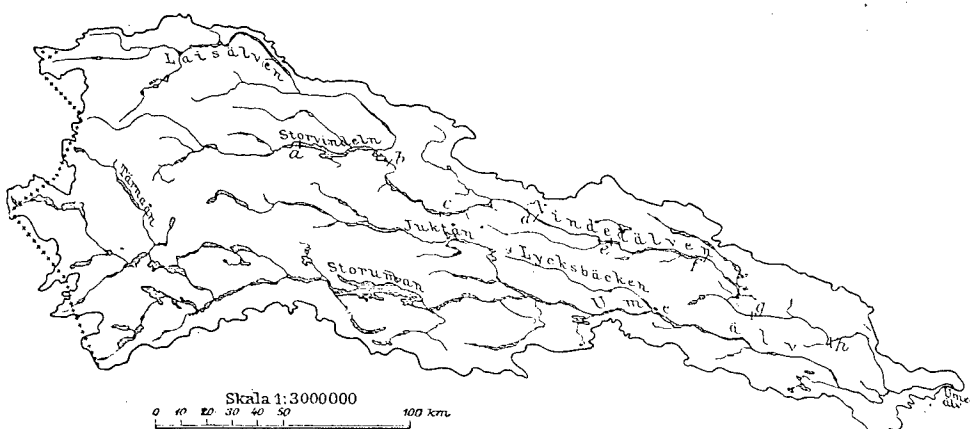 Laisälven
Storvindeln
a
b
Tärnaån
c
Vindelälven
d
e
f
Juktån
Lycksbäcken
Storuman
Ume älv
c
g
h
Ume älv
Skala 1:3000000
0 10 20 30 40 50 100 km